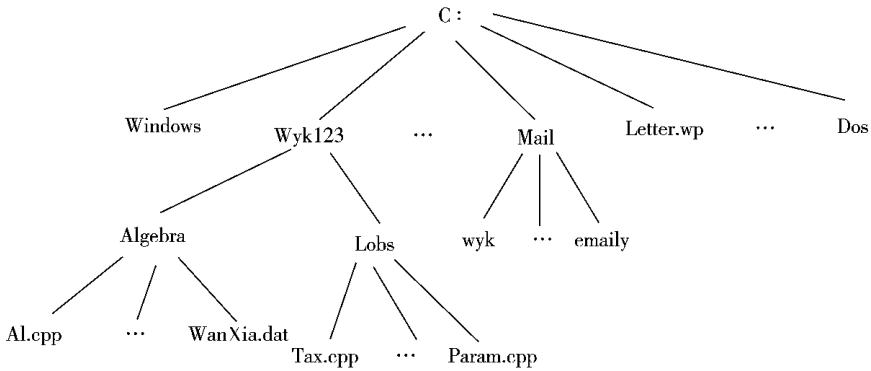 C :
Windows Wyk123 … Mail Letter.wp … Dos
Algebra Lobs wyk … emaily
Al.cpp … WanXia.dat Tax.cpp … Param.cpp